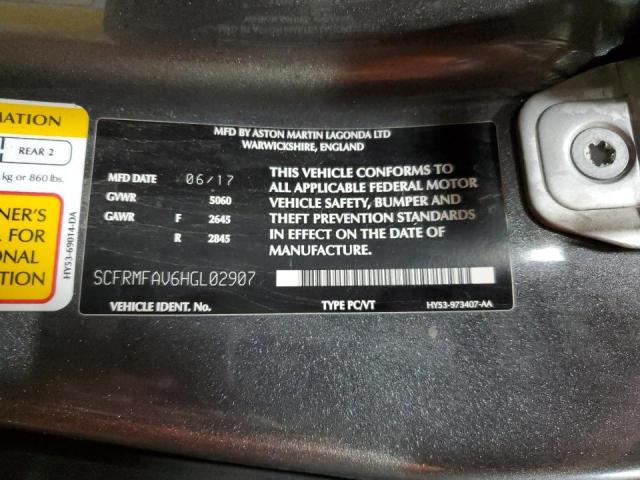 MATION
REAR 2
kg or 860 lbs.
NER'S
L FOR
ONAL
TION
HY53-69014-DA
MFD BY ASTON MARTIN LAGONDA LTD
WARWICKSHIRE, ENGLAND
MFD DATE 06/17
GVWR 5060
GAWR F 2645
R 2845
THIS VEHICLE CONFORMS TO
ALL APPLICABLE FEDERAL MOTOR
VEHICLE SAFETY, BUMPER AND
THEFT PREVENTION STANDARDS
IN EFFECT ON THE DATE OF
MANUFACTURE.
SCFRMFAV6HGL02907
VEHICLE IDENT. NO. TYPE PC/VT HY53-973407-AA